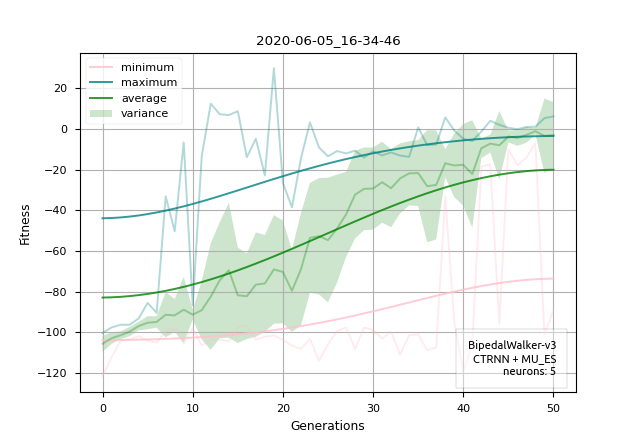 2020-06-05_16-34-46
minimum
maximum
average
variance
20
0
−20
−40
−60
−80
−100
−120
Fitness
BipedalWalker-v3
CTRNN + MU_ES
neurons: 5
0 10 20 30 40 50
Generations